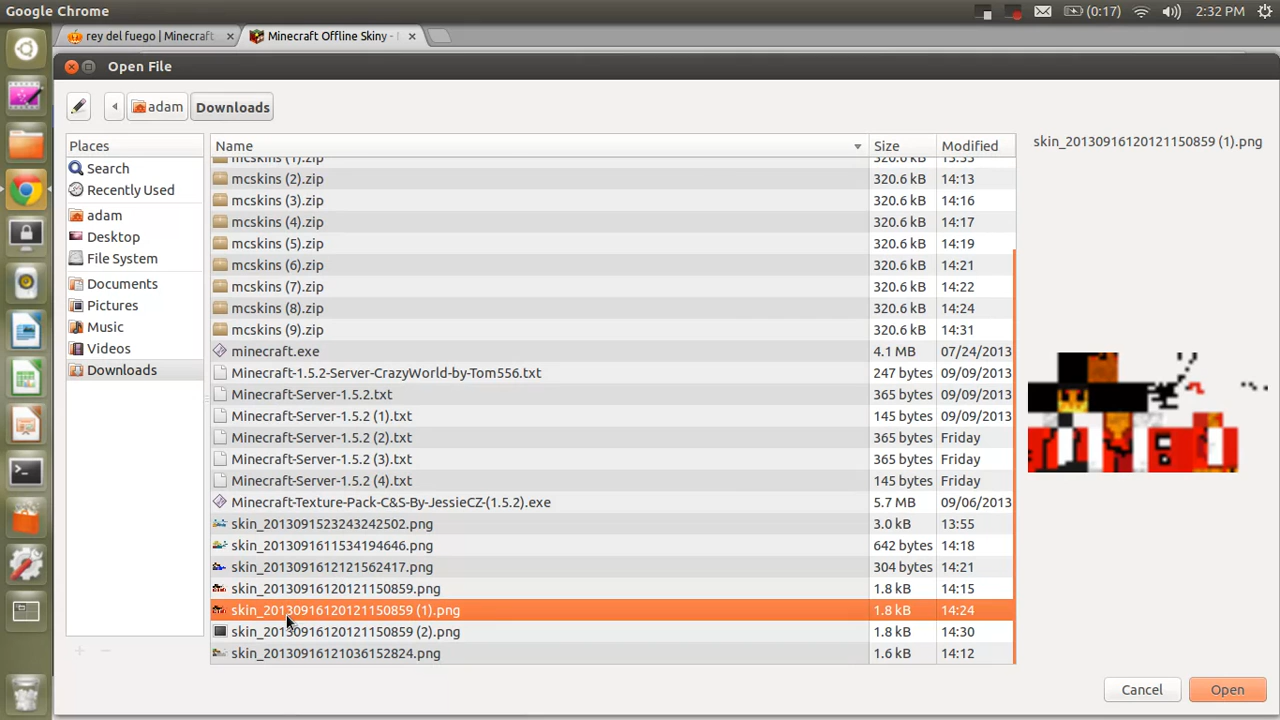 Google Chrome (0:17) 2:32 PM
rey del fuego | Minecraft × Minecraft Offline Skiny - ×
Open File
adam Downloads
Places Name Size Modified skin_20130916120121150859 (1).png
Search
Recently Used
adam
Desktop
File System
Documents
Pictures
Music
Videos
Downloads
mcskins (1).zip 320.6 kB 13:55
mcskins (2).zip 320.6 kB 14:13
mcskins (3).zip 320.6 kB 14:16
mcskins (4).zip 320.6 kB 14:17
mcskins (5).zip 320.6 kB 14:19
mcskins (6).zip 320.6 kB 14:21
mcskins (7).zip 320.6 kB 14:22
mcskins (8).zip 320.6 kB 14:24
mcskins (9).zip 320.6 kB 14:31
minecraft.exe 4.1 MB 07/24/2013
Minecraft-1.5.2-Server-CrazyWorld-by-Tom556.txt 247 bytes 09/09/2013
Minecraft-Server-1.5.2.txt 365 bytes 09/09/2013
Minecraft-Server-1.5.2 (1).txt 145 bytes 09/09/2013
Minecraft-Server-1.5.2 (2).txt 365 bytes Friday
Minecraft-Server-1.5.2 (3).txt 365 bytes Friday
Minecraft-Server-1.5.2 (4).txt 145 bytes Friday
Minecraft-Texture-Pack-C&S-By-JessieCZ-(1.5.2).exe 5.7 MB 09/06/2013
skin_2013091523243242502.png 3.0 kB 13:55
skin_2013091611534194646.png 642 bytes 14:18
skin_2013091612121562417.png 304 bytes 14:21
skin_20130916120121150859.png 1.8 kB 14:15
skin_20130916120121150859 (1).png 1.8 kB 14:24
skin_20130916120121150859 (2).png 1.8 kB 14:30
skin_20130916121036152824.png 1.6 kB 14:12
Cancel Open